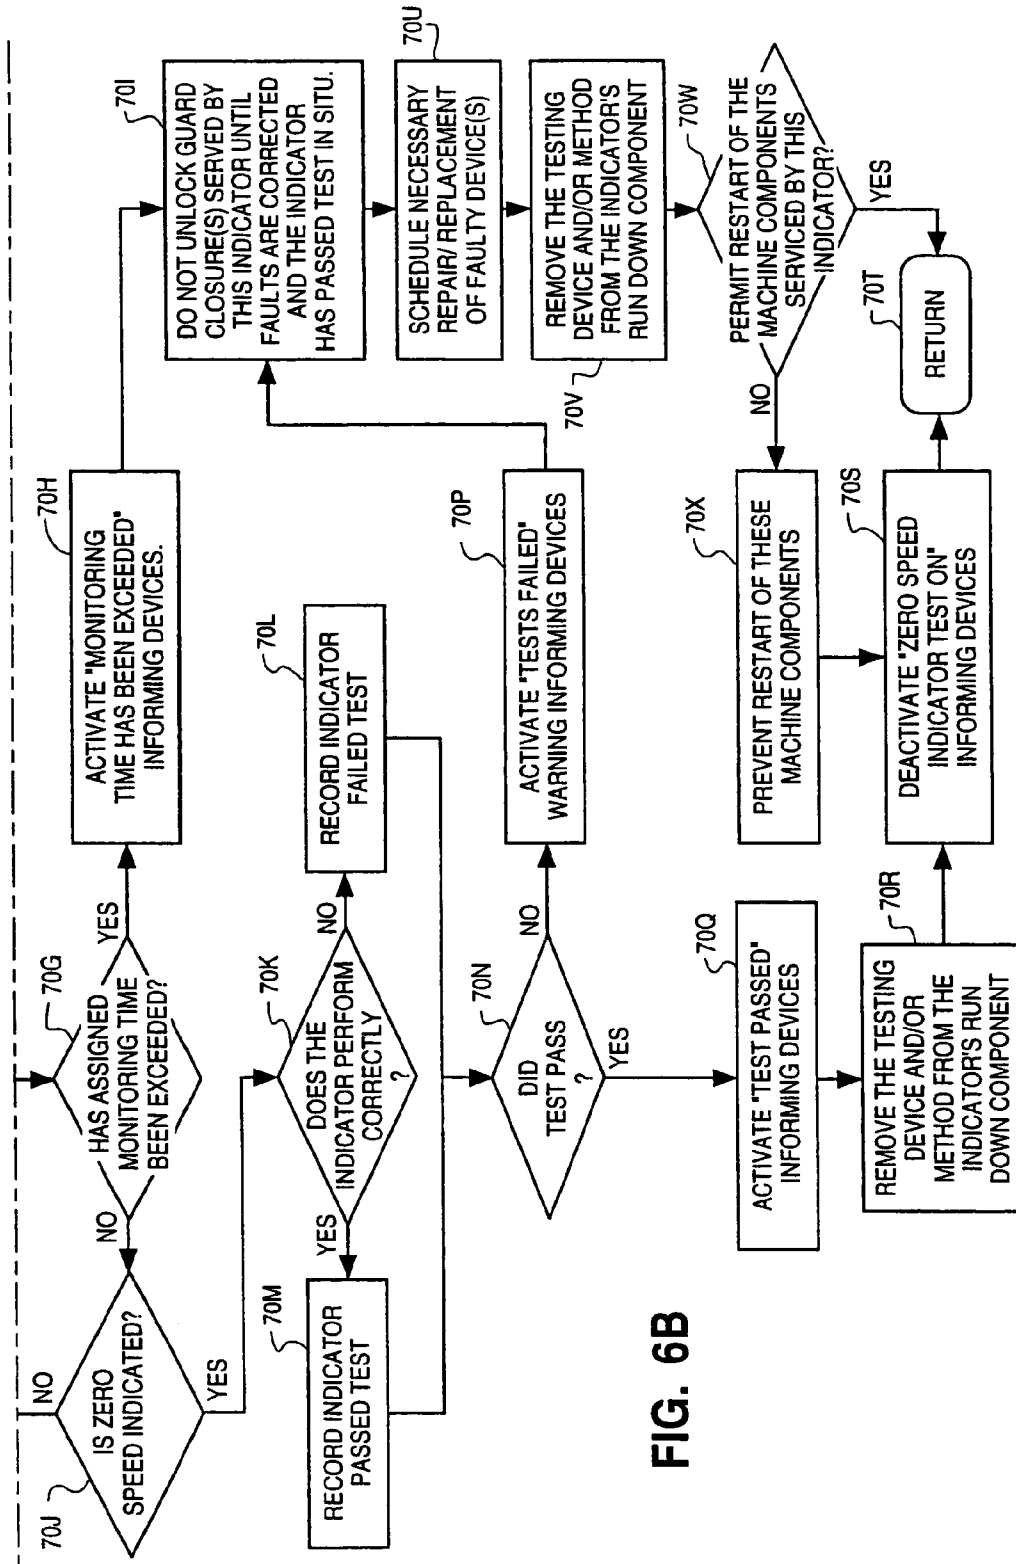 70G
HAS ASSIGNED
MONITORING TIME
BEEN EXCEEDED?
YES
NO
70H
ACTIVATE "MONITORING
TIME HAS BEEN EXCEEDED"
INFORMING DEVICES.
70I
DO NOT UNLOCK GUARD
CLOSURE(S) SERVED BY
THIS INDICATOR UNTIL
FAULTS ARE CORRECTED
AND THE INDICATOR
HAS PASSED TEST IN SITU.
70J
IS ZERO
SPEED INDICATED?
NO
YES
70K
DOES THE
INDICATOR PERFORM
CORRECTLY
?
NO
YES
70L
RECORD INDICATOR
FAILED TEST
70M
RECORD INDICATOR
PASSED TEST
70N
DID
TEST PASS
?
NO
YES
70P
ACTIVATE "TESTS FAILED"
WARNING INFORMING DEVICES
70U
SCHEDULE NECESSARY
REPAIR/ REPLACEMENT
OF FAULTY DEVICE(S)
70V
REMOVE THE TESTING
DEVICE AND/OR METHOD
FROM THE INDICATOR'S
RUN DOWN COMPONENT
70W
PERMIT RESTART OF THE
MACHINE COMPONENTS
SERVICED BY THIS
INDICATOR?
NO
YES
70X
PREVENT RESTART OF THESE
MACHINE COMPONENTS
70Q
ACTIVATE "TEST PASSED"
INFORMING DEVICES
70R
REMOVE THE TESTING
DEVICE AND/OR
METHOD FROM THE
INDICATOR'S RUN
DOWN COMPONENT
70S
DEACTIVATE "ZERO SPEED
INDICATOR TEST ON"
INFORMING DEVICES
70T
RETURN
FIG. 6B